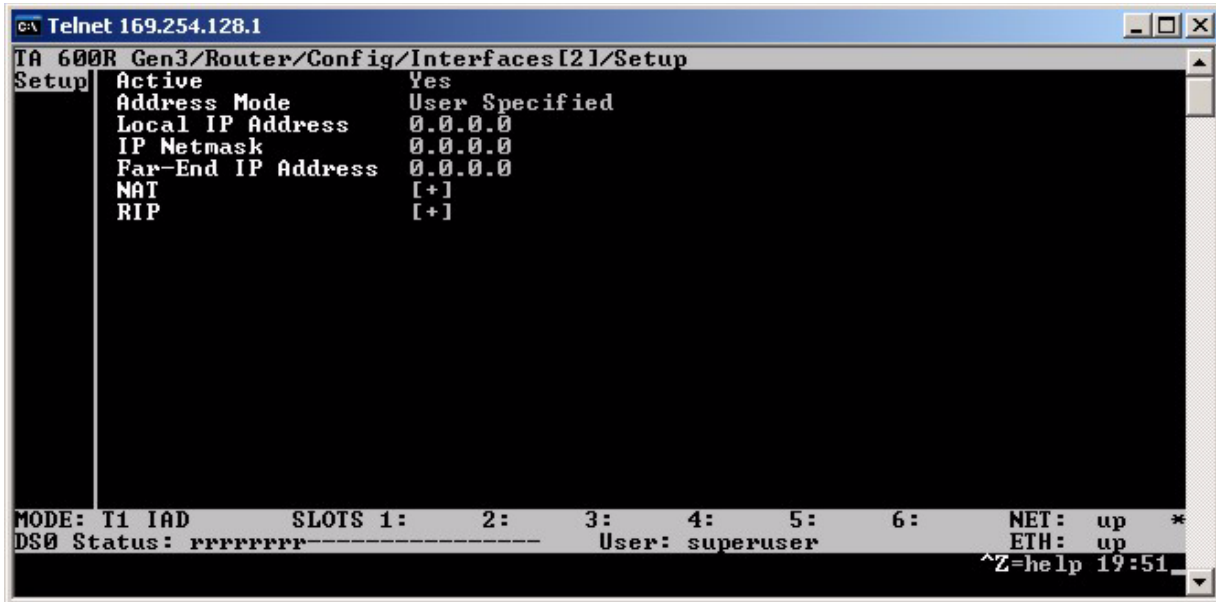 Telnet 169.254.128.1
TA 600R Gen3/Router/Config/Interfaces[2]/Setup
Setup Active Yes
Address Mode User Specified
Local IP Address 0.0.0.0
IP Netmask 0.0.0.0
Far-End IP Address 0.0.0.0
NAT [+]
RIP [+]
MODE: T1 IAD SLOTS 1: 2: 3: 4: 5: 6: NET: up *
DS0 Status: rrrrrrrr---------------- User: superuser ETH: up
^Z=help 19:51_